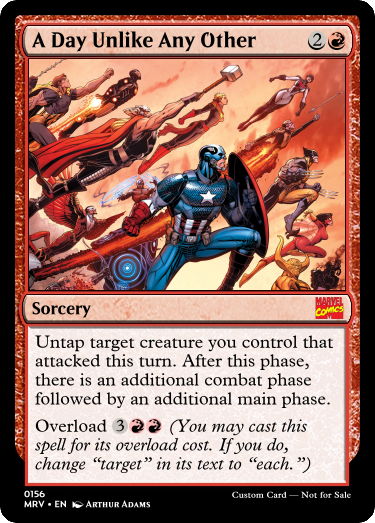 A Day Unlike Any Other 2
Sorcery
MARVEL
COMICS
Untap target creature you control that
attacked this turn. After this phase,
there is an additional combat phase
followed by an additional main phase.
Overload 3 (You may cast this
spell for its overload cost. If you do,
change “target” in its text to “each.”)
0156
MRV • EN Arthur Adams
Custom Card — Not for Sale